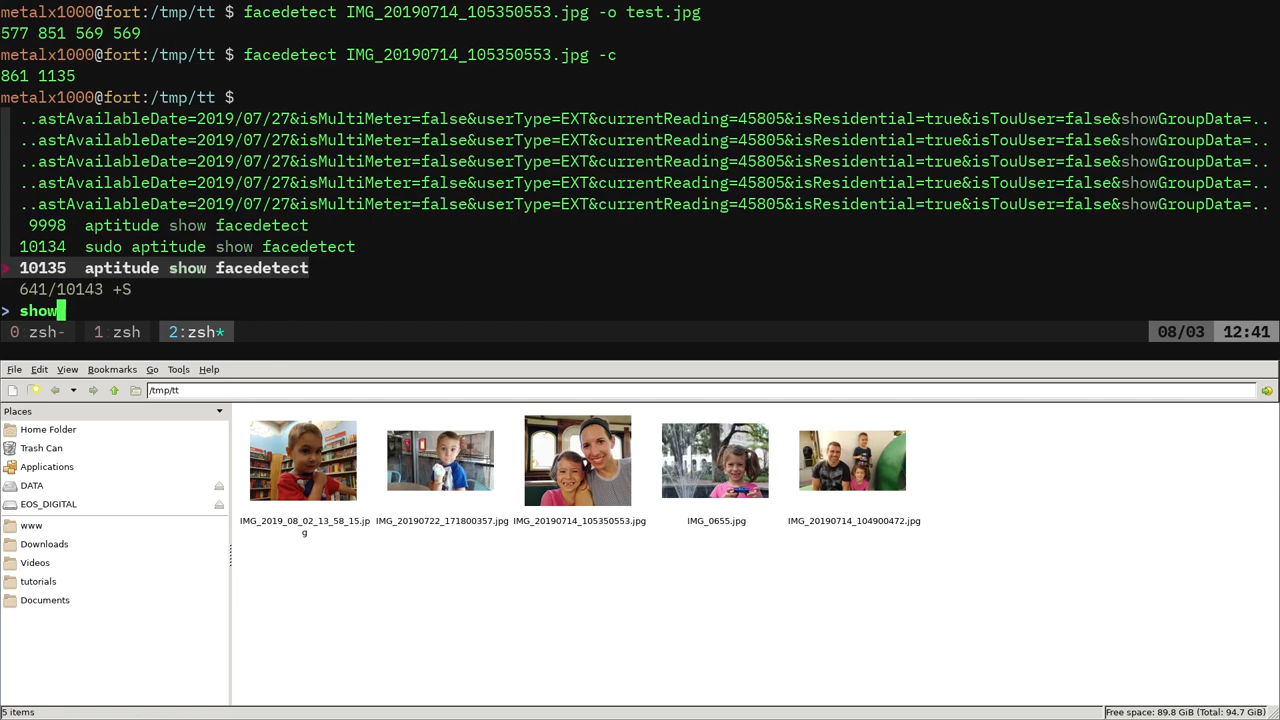 metalx1000@fort:/tmp/tt $ facedetect IMG_20190714_105350553.jpg -o test.jpg
577 851 569 569
metalx1000@fort:/tmp/tt $ facedetect IMG_20190714_105350553.jpg -c
861 1135
metalx1000@fort:/tmp/tt $
..astAvailableDate=2019/07/27&isMultiMeter=false&userType=EXT&currentReading=45805&isResidential=true&isTouUser=false&showGroupData=..
..astAvailableDate=2019/07/27&isMultiMeter=false&userType=EXT&currentReading=45805&isResidential=true&isTouUser=false&showGroupData=..
..astAvailableDate=2019/07/27&isMultiMeter=false&userType=EXT&currentReading=45805&isResidential=true&isTouUser=false&showGroupData=..
..astAvailableDate=2019/07/27&isMultiMeter=false&userType=EXT&currentReading=45805&isResidential=true&isTouUser=false&showGroupData=..
..astAvailableDate=2019/07/27&isMultiMeter=false&userType=EXT&currentReading=45805&isResidential=true&isTouUser=false&showGroupData=..
9998 aptitude show facedetect
10134 sudo aptitude show facedetect
> 10135 aptitude show facedetect
641/10143 +S
> show
0 zsh- 1 zsh 2:zsh* 08/03 12:41
File Edit View Bookmarks Go Tools Help
/tmp/tt
Places
Home Folder
Trash Can
Applications
DATA
EOS_DIGITAL
www
Downloads
Videos
tutorials
Documents
IMG_2019_08_02_13_58_15.jp
g
IMG_20190722_171800357.jpg
IMG_20190714_105350553.jpg
IMG_0655.jpg
IMG_20190714_104900472.jpg
5 items
Free space: 89.8 GiB (Total: 94.7 GiB)